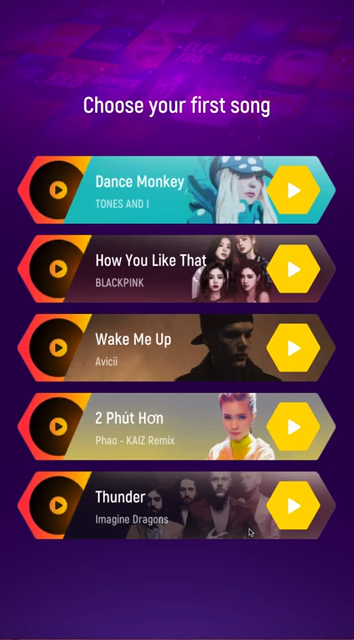 Choose your first song
Dance Monkey
TONES AND I
How You Like That
BLACKPINK
Wake Me Up
Avicii
2 Phút Hơn
Phao - KAIZ Remix
Thunder
Imagine Dragons